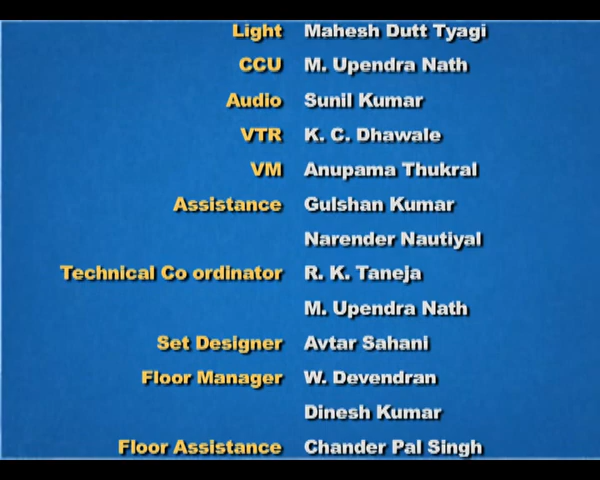 Light Mahesh Dutt Tyagi
CCU M. Upendra Nath
Audio Sunil Kumar
VTR K. C. Dhawale
VM Anupama Thukral
Assistance Gulshan Kumar
Narender Nautiyal
Technical Co ordinator R. K. Taneja
M. Upendra Nath
Set Designer Avtar Sahani
Floor Manager W. Devendran
Dinesh Kumar
Floor Assistance Chander Pal Singh